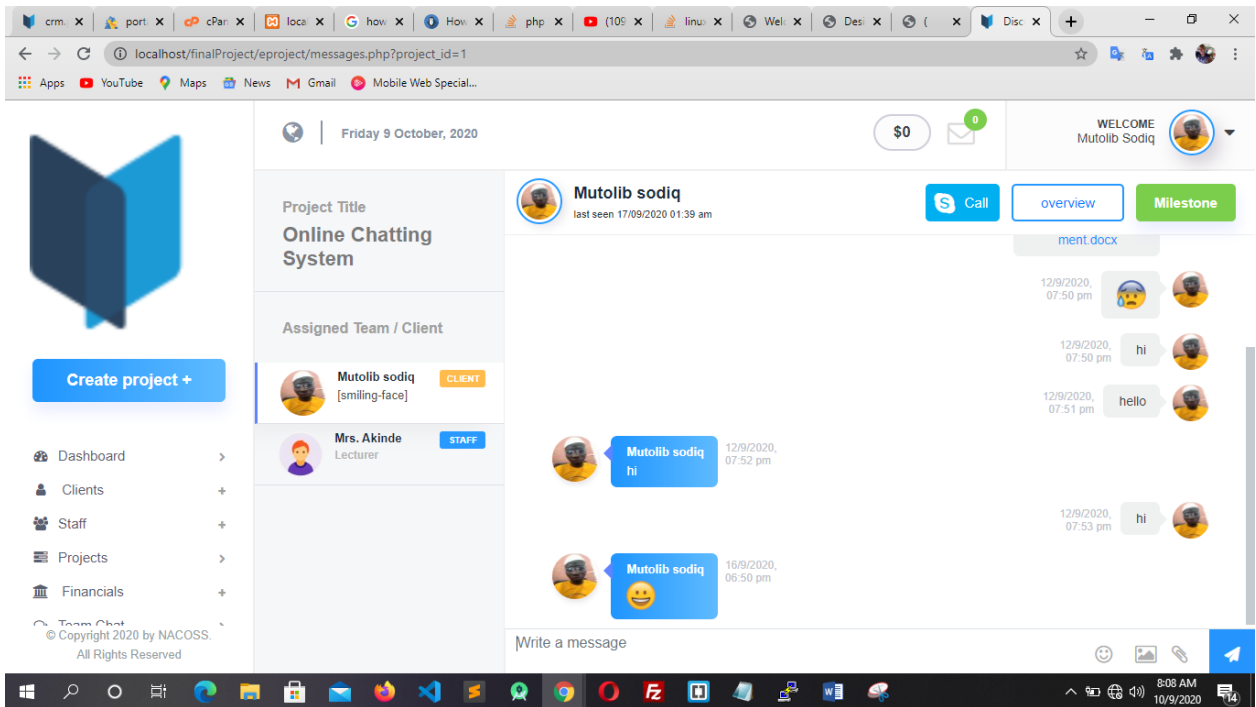 crm.
port
cPan
local
how
How
php
(109
linux
Welc
Desi
(
Disc
localhost/finalProject/eproject/messages.php?project_id=1
Apps
YouTube
Maps
News
Gmail
Mobile Web Special...
Friday 9 October, 2020
$0
0
WELCOME
Mutolib Sodiq
Create project +
Dashboard
Clients +
Staff +
Projects
Financials +
Team Chat
© Copyright 2020 by NACOSS.
All Rights Reserved
Project Title
Online Chatting
System
Assigned Team / Client
Mutolib sodiq CLIENT
[smiling-face]
Mrs. Akinde STAFF
Lecturer
Mutolib sodiq
last seen 17/09/2020 01:39 am
S Call
overview
Milestone
ment.docx
12/9/2020,
07:50 pm
12/9/2020,
07:50 pm
hi
12/9/2020,
07:51 pm
hello
Mutolib sodiq
hi
12/9/2020,
07:52 pm
12/9/2020,
07:53 pm
hi
Mutolib sodiq
16/9/2020,
06:50 pm
Write a message
8:08 AM
10/9/2020
14